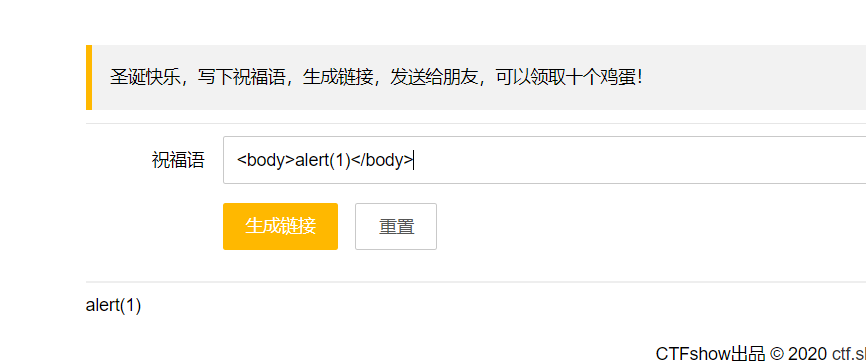 圣诞快乐，写下祝福语，生成链接，发送给朋友，可以领取十个鸡蛋！
祝福语
<body>alert(1)</body>
生成链接 重置
alert(1)
CTFshow出品 © 2020 ctf.s